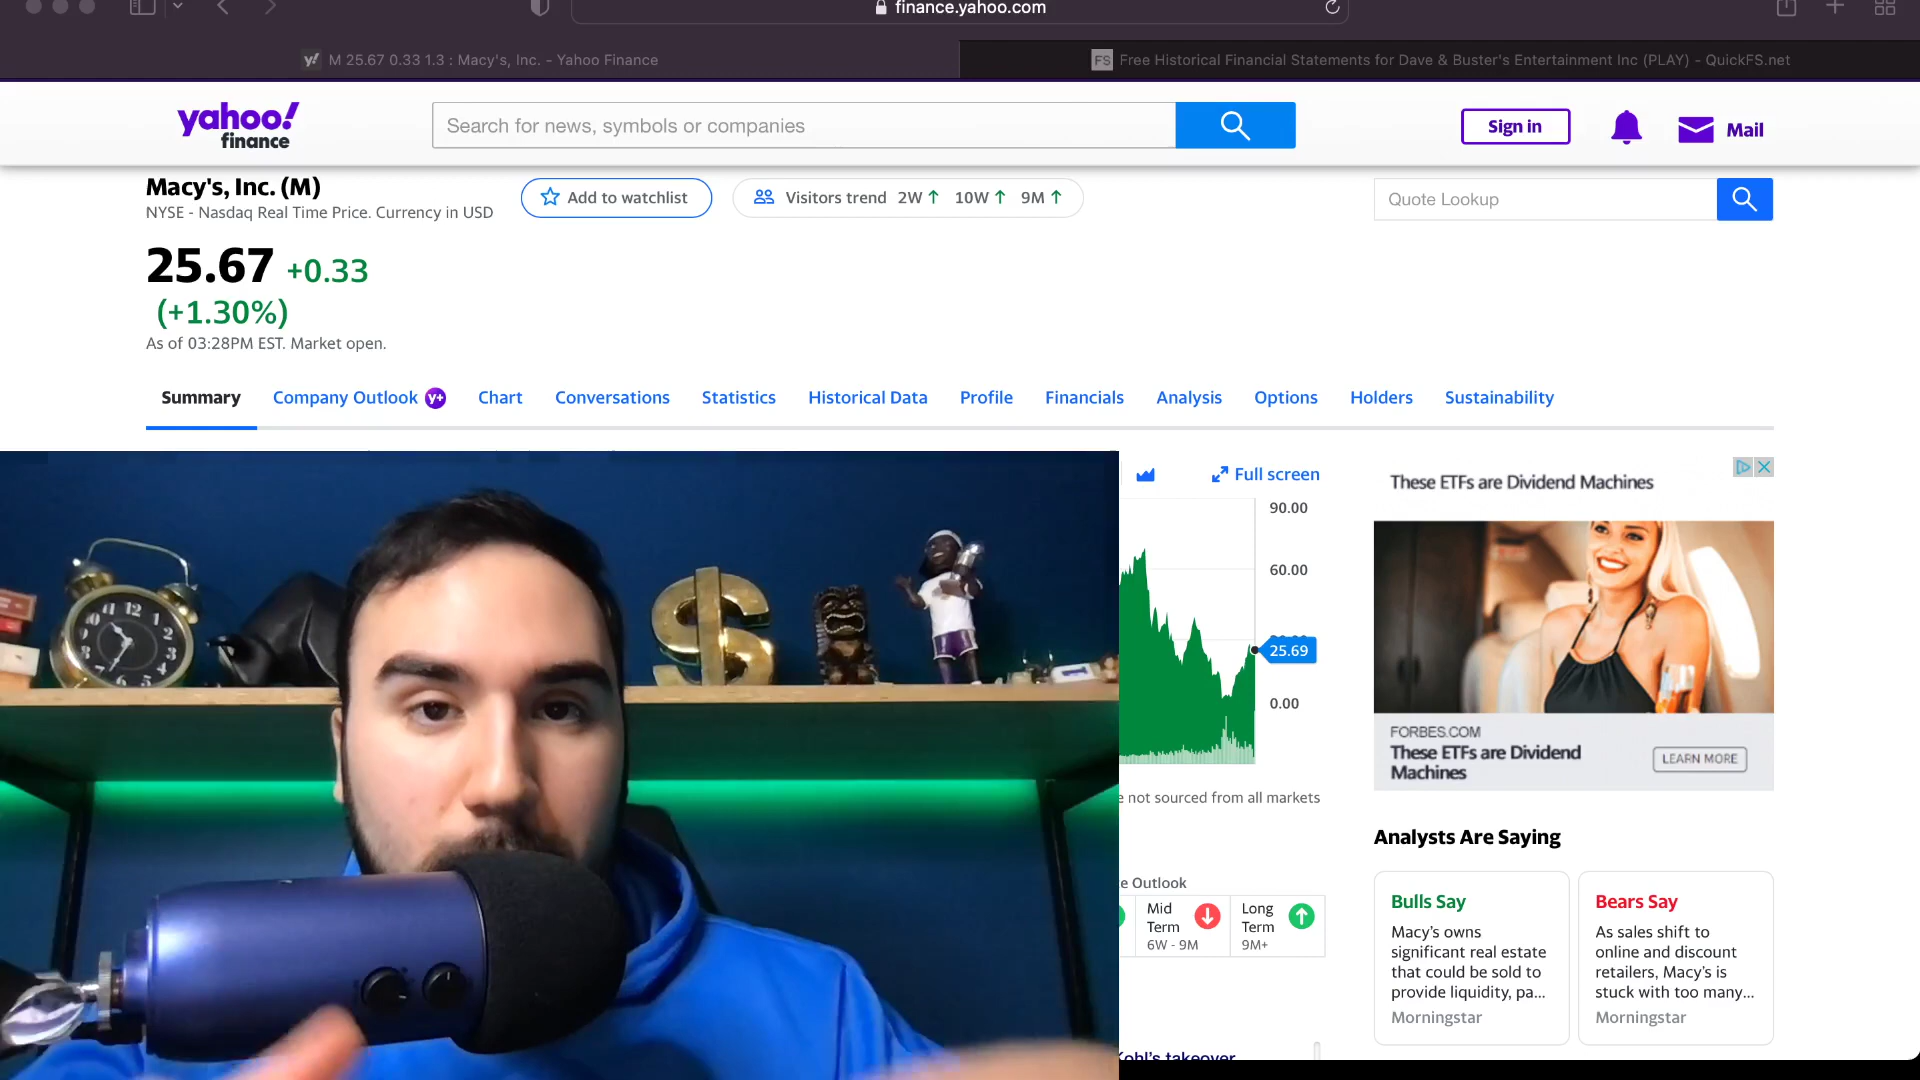 finance.yahoo.com
M 25.67 0.33 1.3 : Macy's, Inc. - Yahoo Finance
FS Free Historical Financial Statements for Dave & Buster's Entertainment Inc (PLAY) - QuickFS.net
yahoo!
finance
Search for news, symbols or companies
Sign in
Mail
Macy's, Inc. (M)
NYSE - Nasdaq Real Time Price. Currency in USD
Add to watchlist
Visitors trend 2W ↑ 10W ↑ 9M ↑
Quote Lookup
25.67 +0.33
(+1.30%)
As of 03:28PM EST. Market open.
Summary Company Outlook y+ Chart Conversations Statistics Historical Data Profile Financials Analysis Options Holders Sustainability
Full screen
90.00
60.00
25.69
0.00
not sourced from all markets
Outlook
Mid
Term
6W - 9M
Long
Term
9M+
Kohl's takeover
These ETFs are Dividend Machines
FORBES.COM
These ETFs are Dividend
Machines
LEARN MORE
Analysts Are Saying
Bulls Say
Macy's owns
significant real estate
that could be sold to
provide liquidity, pa...
Morningstar
Bears Say
As sales shift to
online and discount
retailers, Macy's is
stuck with too many...
Morningstar